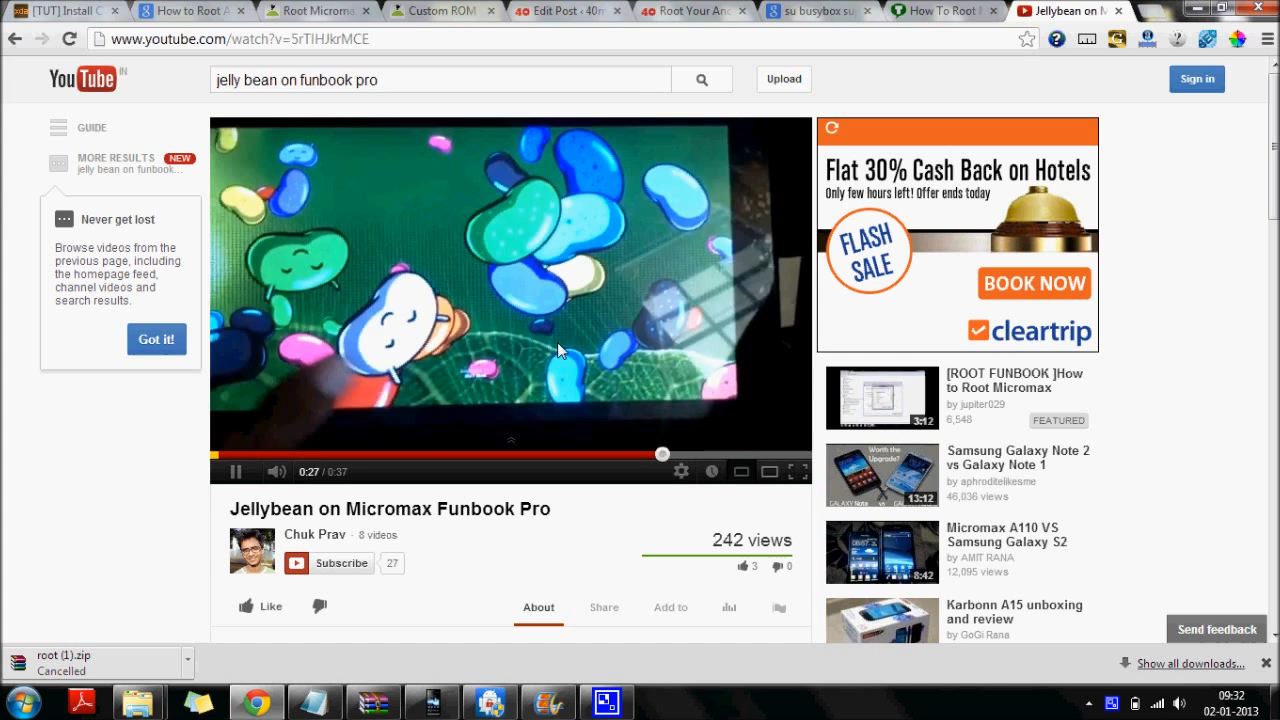 [TUT] Install C
How to Root A
Root Microma
Custom ROM
Edit Post ‹ 40m
Root Your And
su busybox su
How To Root
Jellybean on M
www.youtube.com/watch?v=5rTlHJkrMCE
YouTube IN
jelly bean on funbook pro
Upload
Sign in
GUIDE
MORE RESULTS NEW
jelly bean on funbook...
Never get lost
Browse videos from the
previous page, including
the homepage feed,
channel videos and
search results.
Got it!
0:27 / 0:37
Jellybean on Micromax Funbook Pro
Chuk Prav · 8 videos
Subscribe 27
242 views
3 0
Like
About Share Add to
Flat 30% Cash Back on Hotels
Only few hours left! Offer ends today
FLASH
SALE
BOOK NOW
cleartrip
[ROOT FUNBOOK ]How
to Root Micromax
by jupiter029
6,548 FEATURED
3:12
Samsung Galaxy Note 2
vs Galaxy Note 1
by aphroditelikesme
46,036 views
Worth the
Upgrade?
13:12
Micromax A110 VS
Samsung Galaxy S2
by AMIT RANA
12,095 views
8:42
Karbonn A15 unboxing
and review
by GoGi Rana
Send feedback
root (1).zip
Cancelled
Show all downloads...
09:32
02-01-2013